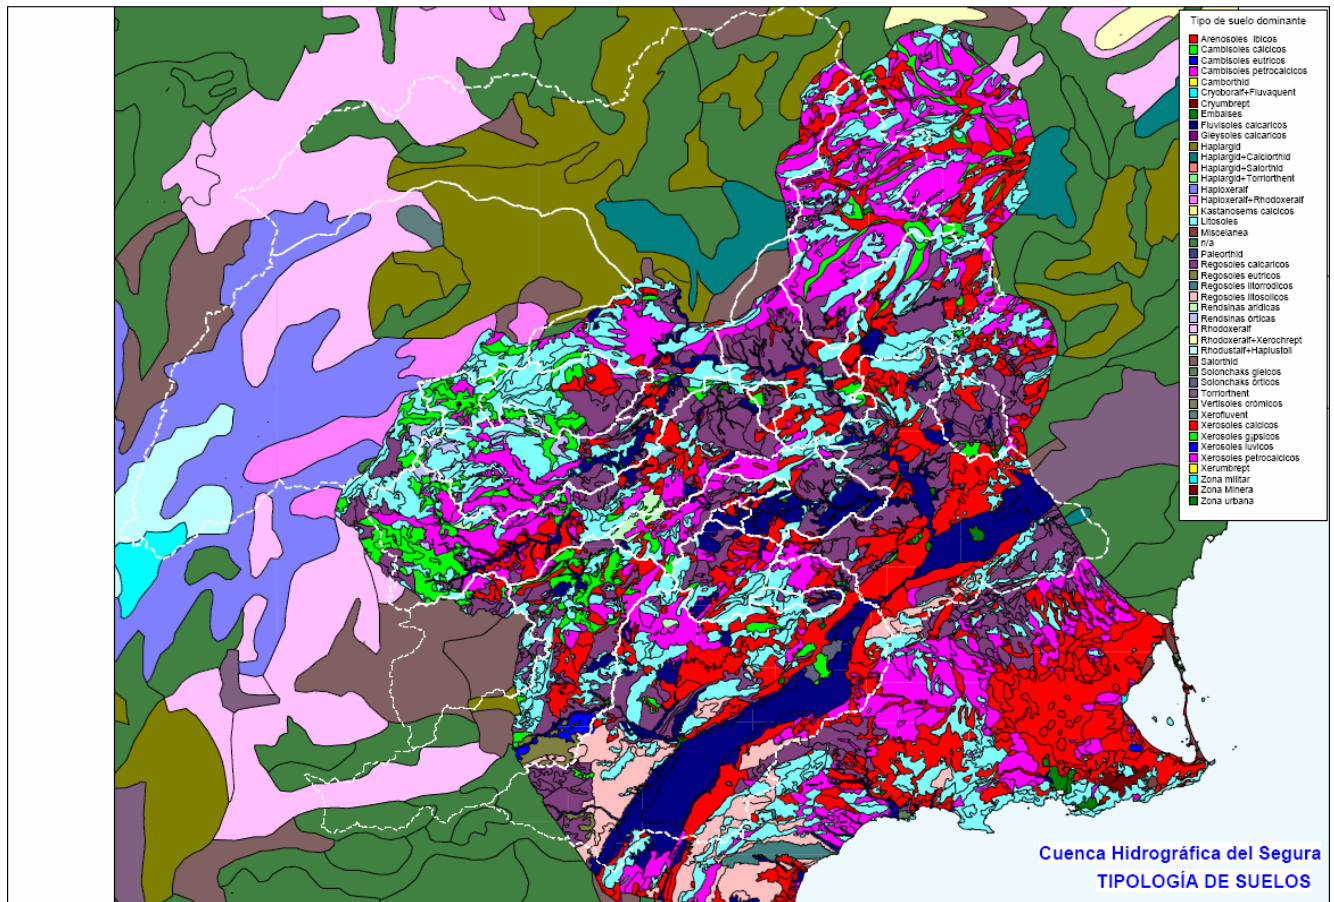 Tipo de suelo dominante
Arenosoles lbicos
Cambisoles cálcicos
Cambisoles eutricos
Cambisoles petrocalcicos
Camborthid
Cryoboralf+Fluvaquent
Cryumbrept
Embalses
Fluvisoles calcaricos
Gleysoles calcaricos
Haplargid
Haplargid+Calciorthid
Haplargid+Salorthid
Haplargid+Torriorthent
Haploxeralf
Haploxeralf+Rhodoxeralf
Kastanosems calcicos
Litosoles
Miscelanea
n/a
Paleorthid
Regosoles calcaricos
Regosoles eutricos
Regosoles litorrodicos
Regosoles litosolicos
Rendsinas aridicas
Rendsinas órticas
Rhodoxeralf
Rhodoxeralf+Xerochrept
Rhodustalf+Haplustoll
Salorthid
Solonchaks gleicos
Solonchaks órticos
Torriorthent
Vertisoles crómicos
Xerofluvent
Xerosoles calcicos
Xerosoles gipsicos
Xerosoles luvicos
Xerosoles petrocalcicos
Xerumbrept
Zona militar
Zona Minera
Zona urbana
Cuenca Hidrográfica del Segura
TIPOLOGÍA DE SUELOS